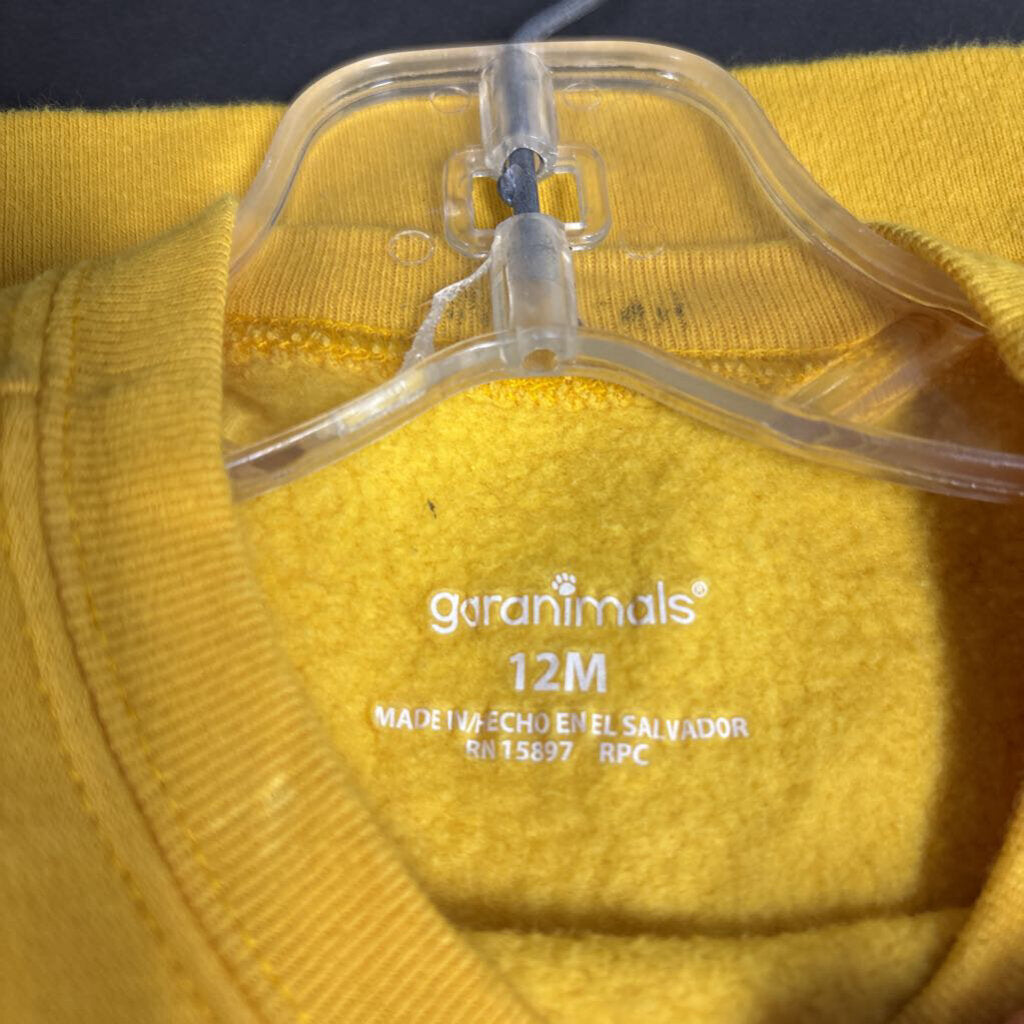 garanimals®
12M
MADE IN/HECHO EN EL SALVADOR
RN 15897 RPC